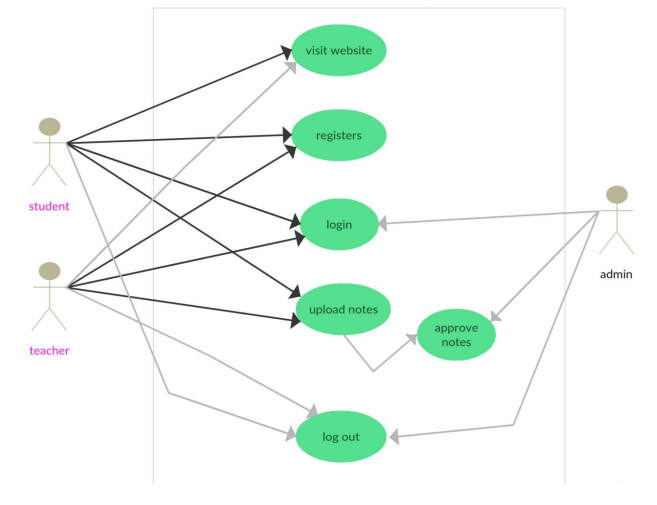 visit website
registers
student
login
admin
upload notes
approve
notes
teacher
log out